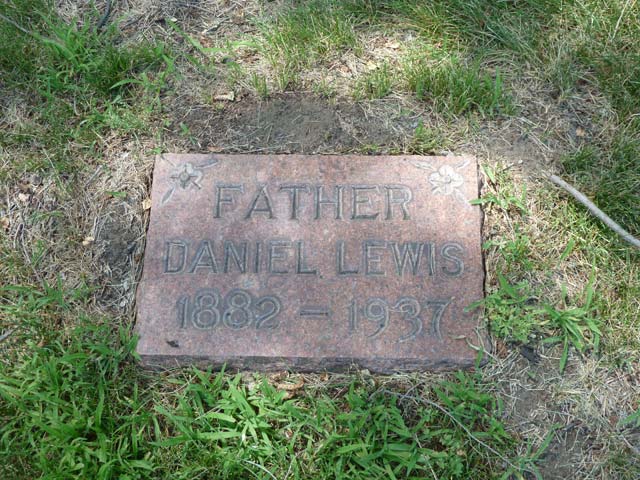 FATHER
DANIEL LEWIS
1882 – 1937